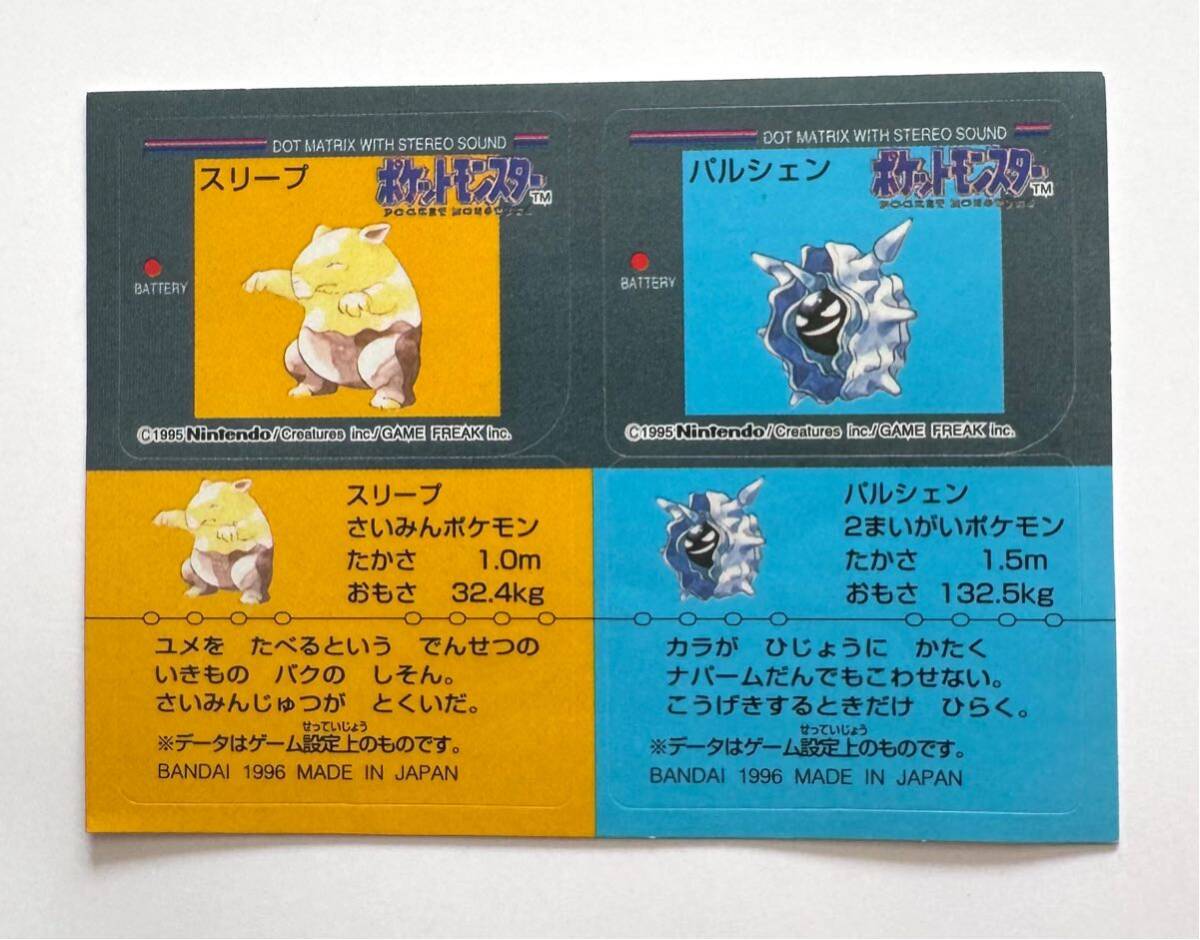 DOT MATRIX WITH STEREO SOUND
スリープ
ポケットモンスター TM
POCKET MONSTERS
BATTERY
©1995 Nintendo/Creatures inc./GAME FREAK inc.
DOT MATRIX WITH STEREO SOUND
パルシェン
ポケットモンスター TM
POCKET MONSTERS
BATTERY
©1995 Nintendo/Creatures inc./GAME FREAK inc.
スリープ
さいみんポケモン
たかさ 1.0m
おもさ 32.4kg
ユメを たべるという でんせつの
いきもの バクの しそん。
さいみんじゅつが とくいだ。
せっていじょう
※データはゲーム設定上のものです。
BANDAI 1996 MADE IN JAPAN
パルシェン
2まいがいポケモン
たかさ 1.5m
おもさ 132.5kg
カラが ひじょうに かたく
ナパームだんでもこわせない。
こうげきするときだけ ひらく。
せっていじょう
※データはゲーム設定上のものです。
BANDAI 1996 MADE IN JAPAN